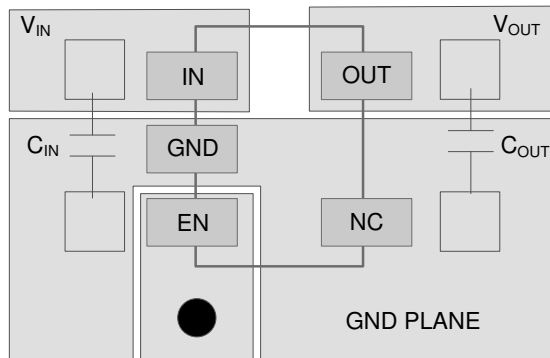 VIN
VOUT
IN
OUT
CIN
GND
COUT
EN
NC
GND PLANE